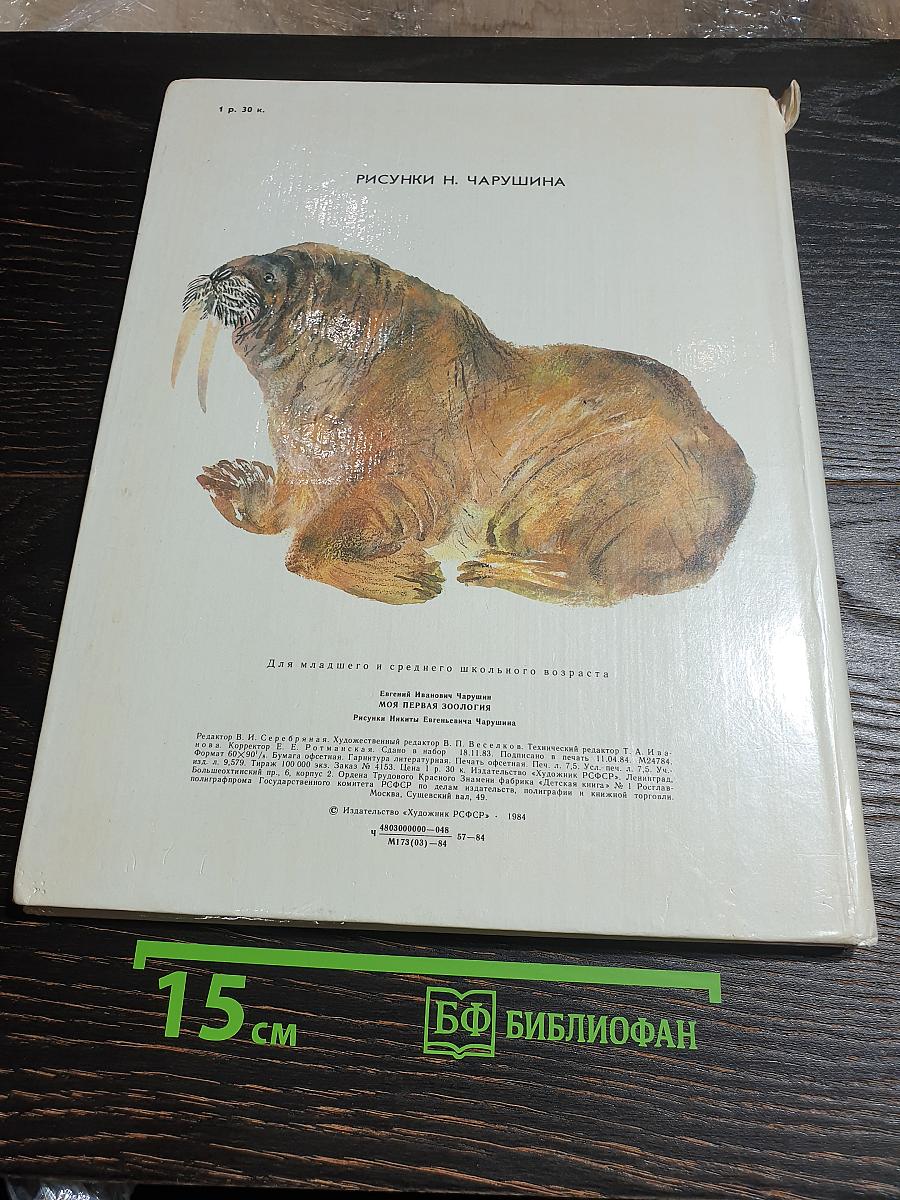 1 р. 30 к.
РИСУНКИ Н. ЧАРУШИНА
Для младшего и среднего школьного возраста
Евгений Иванович Чарушин
МОЯ ПЕРВАЯ ЗООЛОГИЯ
Рисунки Никиты Евгеньевича Чарушина
Редактор В. И. Серебряная. Художественный редактор В. П. Веселков. Технический редактор Т. А. Ива-
нова. Корректор Е. Е. Ротманская. Сдано в набор 18.11.83. Подписано в печать 11.04.84. М24784.
Формат 60×90¹/₈. Бумага офсетная. Гарнитура литературная. Печать офсетная. Печ. л. 7,5. Усл.-печ. л. 7,5. Уч.-
изд. л. 9,579. Тираж 100 000 экз. Заказ № 4153. Цена 1 р. 30 к. Издательство «Художник РСФСР». Ленинград,
Большеохтинский пр., 6, корпус 2. Ордена Трудового Красного Знамени фабрика «Детская книга» № 1 Росглав-
полиграфпрома Государственного комитета РСФСР по делам издательств, полиграфии и книжной торговли.
Москва, Сущевский вал, 49.
© Издательство «Художник РСФСР» · 1984
Ч 4803000000—048 57—84
М173(03)—84
15 см
БФ БИБЛИОФАН